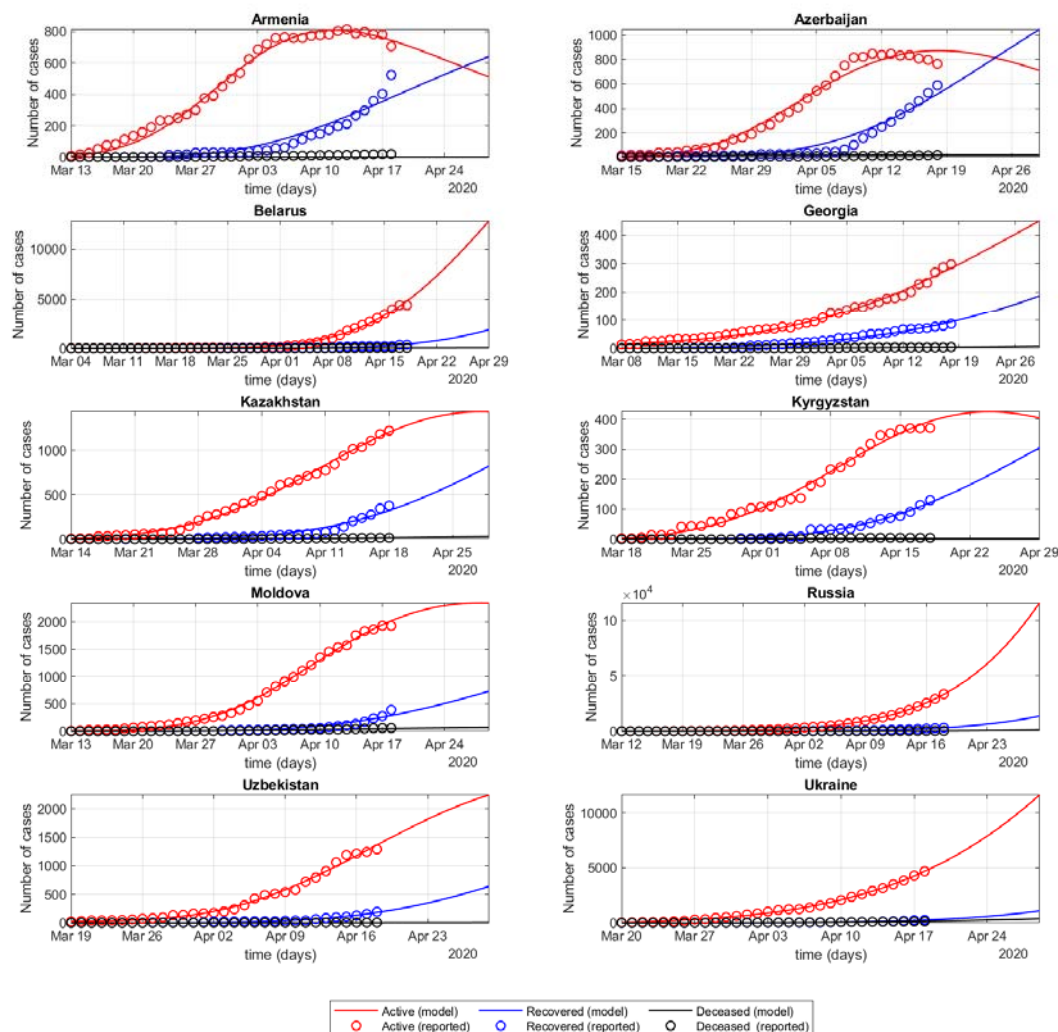 Armenia
Number of cases
800
600
400
200
0
Mar 13 Mar 20 Mar 27 Apr 03 Apr 10 Apr 17 Apr 24
time (days) 2020
Azerbaijan
Number of cases
1000
800
600
400
200
Mar 15 Mar 22 Mar 29 Apr 05 Apr 12 Apr 19 Apr 26
time (days) 2020
Belarus
Number of cases
10000
5000
0
Mar 04 Mar 11 Mar 18 Mar 25 Apr 01 Apr 08 Apr 15 Apr 22 Apr 29
time (days) 2020
Georgia
Number of cases
400
300
200
100
0
Mar 08 Mar 15 Mar 22 Mar 29 Apr 05 Apr 12 Apr 19 Apr 26
time (days) 2020
Kazakhstan
Number of cases
1000
500
0
Mar 14 Mar 21 Mar 28 Apr 04 Apr 11 Apr 18 Apr 25
time (days) 2020
Kyrgyzstan
Number of cases
400
300
200
100
0
Mar 18 Mar 25 Apr 01 Apr 08 Apr 15 Apr 22 Apr 29
time (days) 2020
Moldova
Number of cases
2000
1500
1000
500
0
Mar 13 Mar 20 Mar 27 Apr 03 Apr 10 Apr 17 Apr 24
time (days) 2020
×10⁴ Russia
Number of cases
10
5
0
Mar 12 Mar 19 Mar 26 Apr 02 Apr 09 Apr 16 Apr 23
time (days) 2020
Uzbekistan
Number of cases
2000
1500
1000
500
0
Mar 19 Mar 26 Apr 02 Apr 09 Apr 16 Apr 23
time (days) 2020
Ukraine
Number of cases
10000
5000
0
Mar 20 Mar 27 Apr 03 Apr 10 Apr 17 Apr 24
time (days) 2020
Active (model) Recovered (model) Deceased (model)
Active (reported) Recovered (reported) Deceased (reported)